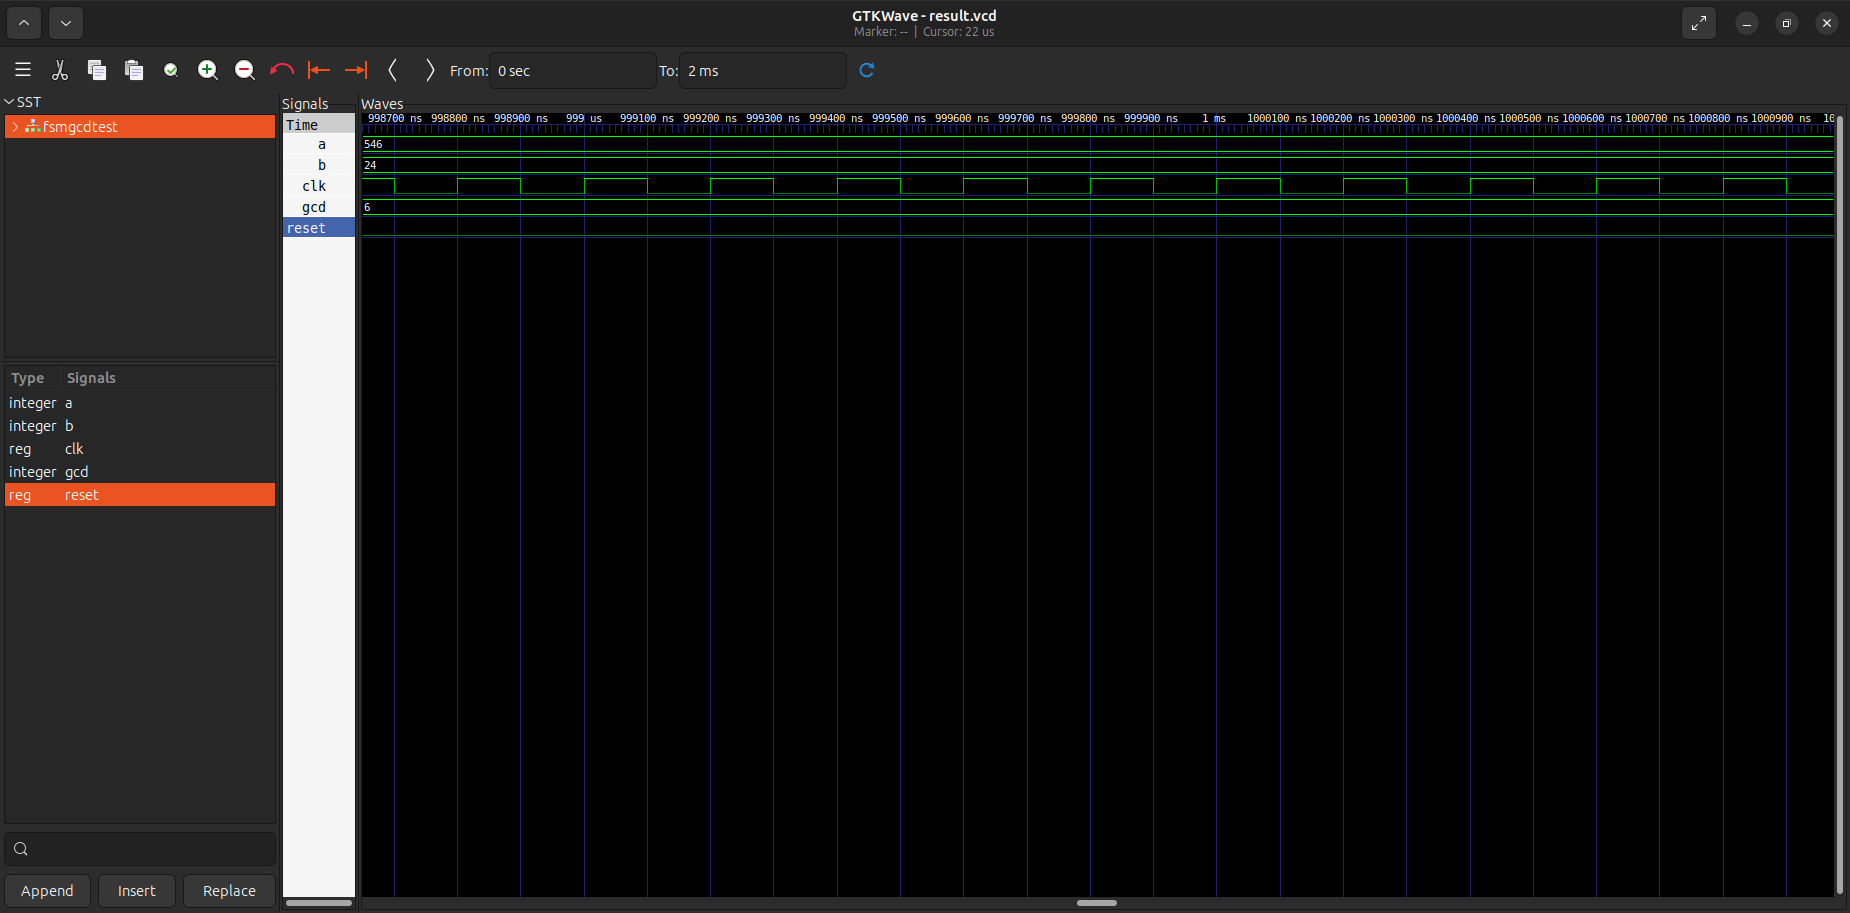 GTKWave - result.vcd
Marker: -- | Cursor: 22 us
From: 0 sec To: 2 ms
SST
fsmgcdtest
Type Signals
integer a
integer b
reg clk
integer gcd
reg reset
Append Insert Replace
Signals
Time
a
b
clk
gcd
reset
Waves
998700 ns 998800 ns 998900 ns 999 us 999100 ns 999200 ns 999300 ns 999400 ns 999500 ns 999600 ns 999700 ns 999800 ns 999900 ns 1 ms 1000100 ns 1000200 ns 1000300 ns 1000400 ns 1000500 ns 1000600 ns 1000700 ns 1000800 ns 1000900 ns 10
546
24
6